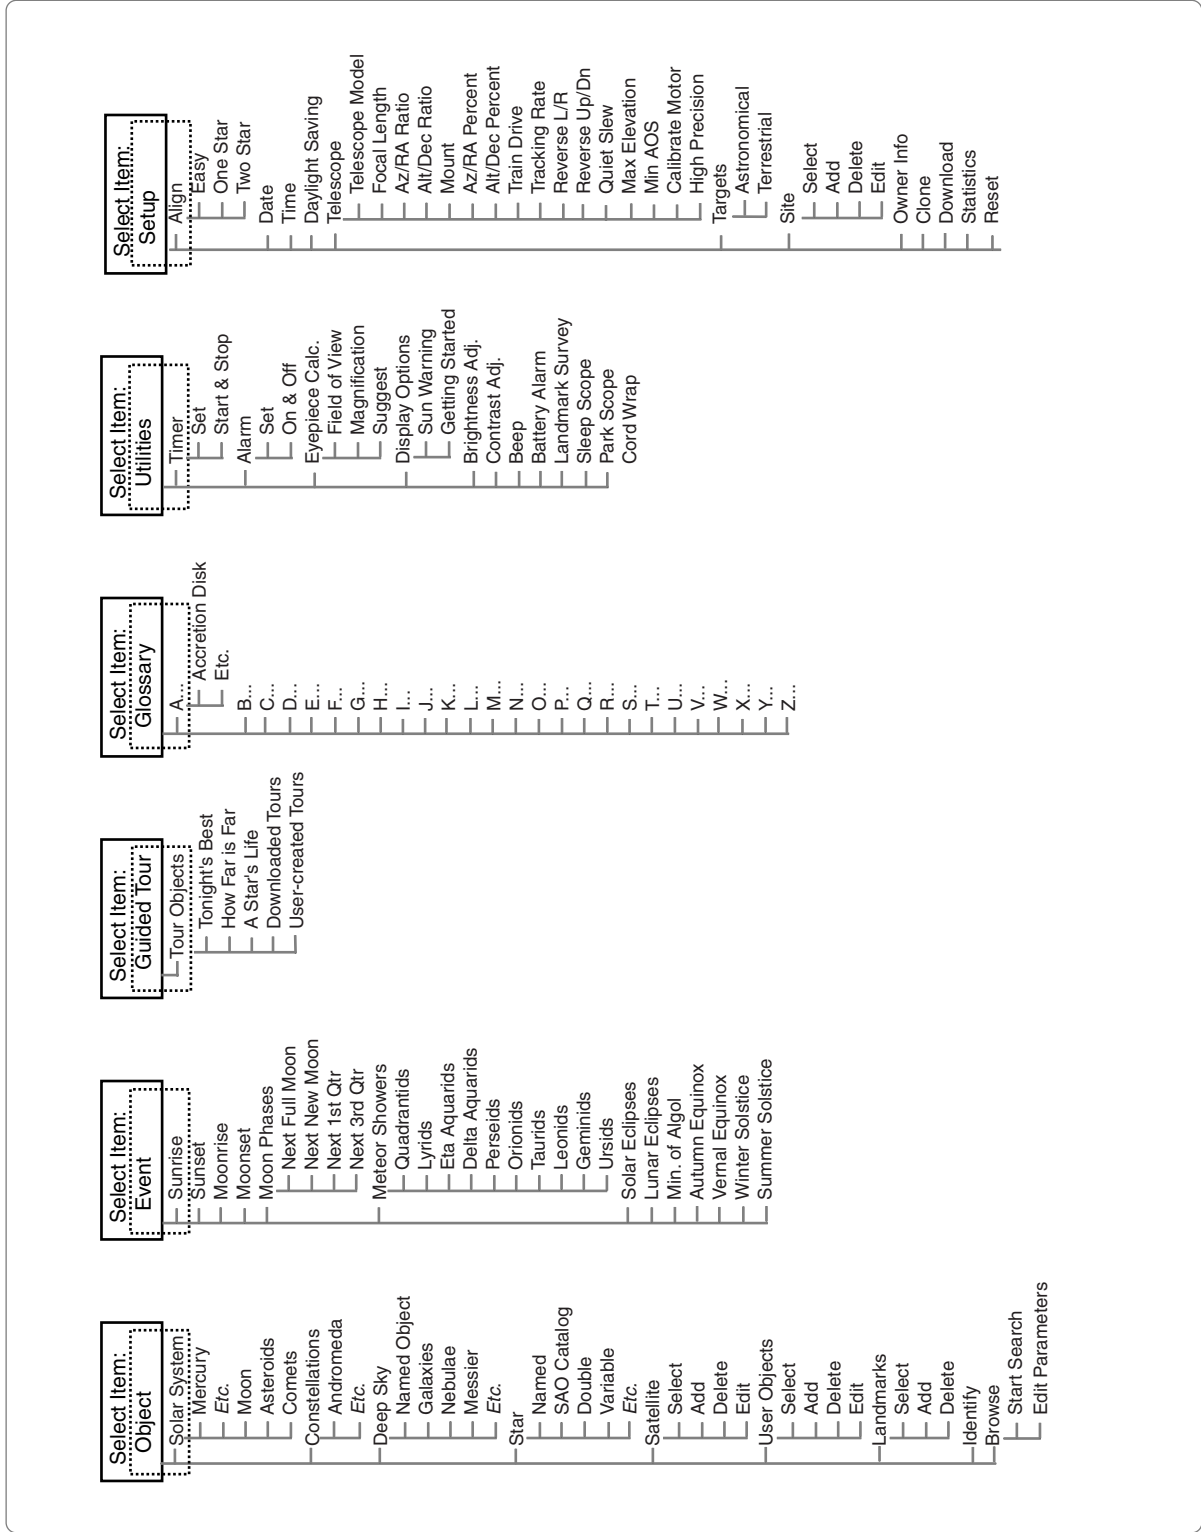 Select Item:
Object
Solar System
Mercury
Etc.
Moon
Asteroids
Comets
Constellations
Andromeda
Etc.
Deep Sky
Named Object
Galaxies
Nebulae
Messier
Etc.
Star
Named
SAO Catalog
Double
Variable
Etc.
Satellite
Select
Add
Delete
Edit
User Objects
Select
Add
Delete
Edit
Landmarks
Select
Add
Delete
Identify
Browse
Start Search
Edit Parameters
Select Item:
Event
Sunrise
Sunset
Moonrise
Moonset
Moon Phases
Next Full Moon
Next New Moon
Next 1st Qtr
Next 3rd Qtr
Meteor Showers
Quadrantids
Lyrids
Eta Aquarids
Delta Aquarids
Perseids
Orionids
Taurids
Leonids
Geminids
Ursids
Solar Eclipses
Lunar Eclipses
Min. of Algol
Autumn Equinox
Vernal Equinox
Winter Solstice
Summer Solstice
Select Item:
Guided Tour
Tour Objects
Tonight's Best
How Far is Far
A Star's Life
Downloaded Tours
User-created Tours
Select Item:
Glossary
A...
Accretion Disk
Etc.
B...
C...
D...
E...
F...
G...
H...
I...
J...
K...
L...
M...
N...
O...
P...
Q...
R...
S...
T...
U...
V...
W...
X...
Y...
Z...
Select Item:
Utilities
Timer
Set
Start & Stop
Alarm
Set
On & Off
Eyepiece Calc.
Field of View
Magnification
Suggest
Display Options
Sun Warning
Getting Started
Brightness Adj.
Contrast Adj.
Beep
Battery Alarm
Landmark Survey
Sleep Scope
Park Scope
Cord Wrap
Select Item:
Setup
Align
Easy
One Star
Two Star
Date
Time
Daylight Saving
Telescope
Telescope Model
Focal Length
Az/RA Ratio
Alt/Dec Ratio
Mount
Az/RA Percent
Alt/Dec Percent
Train Drive
Tracking Rate
Reverse L/R
Reverse Up/Dn
Quiet Slew
Max Elevation
Min AOS
Calibrate Motor
High Precision
Targets
Astronomical
Terrestrial
Site
Select
Add
Delete
Edit
Owner Info
Clone
Download
Statistics
Reset